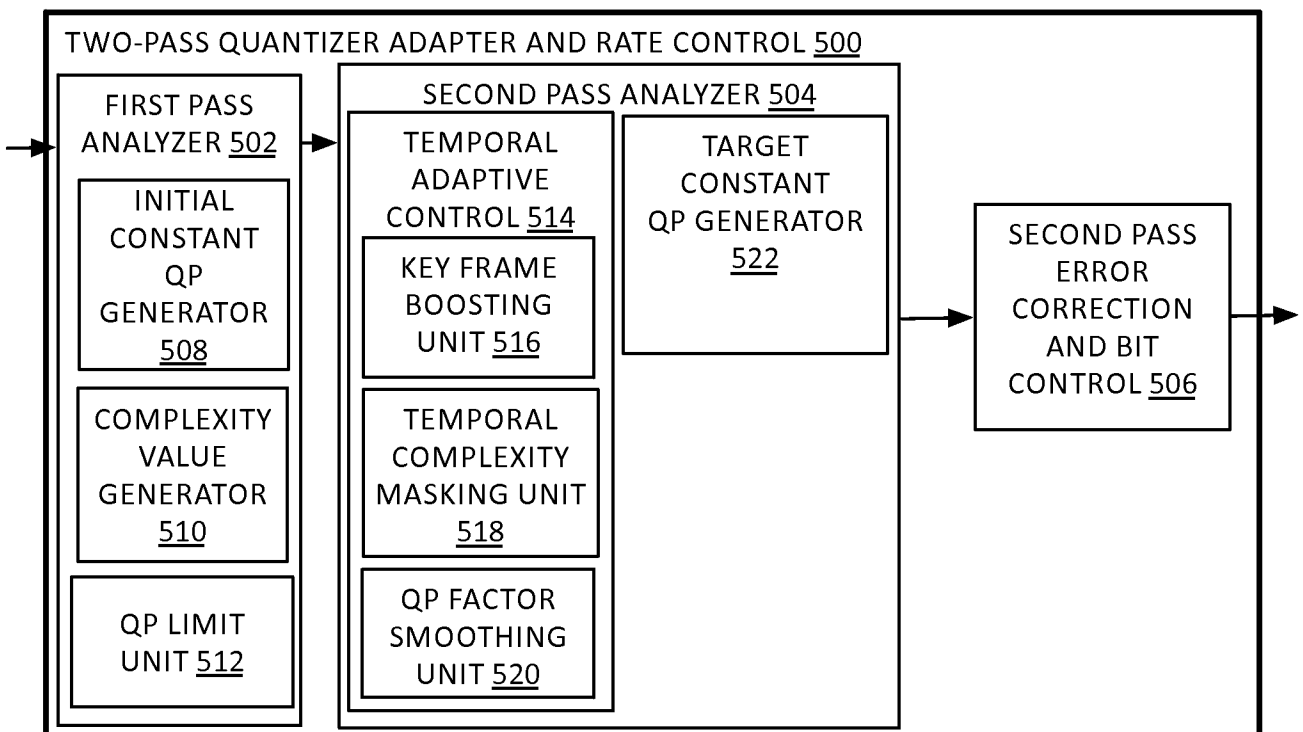 TWO-PASS QUANTIZER ADAPTER AND RATE CONTROL 500
FIRST PASS
ANALYZER 502
INITIAL
CONSTANT
QP
GENERATOR
508
COMPLEXITY
VALUE
GENERATOR
510
QP LIMIT
UNIT 512
SECOND PASS ANALYZER 504
TEMPORAL
ADAPTIVE
CONTROL 514
KEY FRAME
BOOSTING
UNIT 516
TEMPORAL
COMPLEXITY
MASKING UNIT
518
QP FACTOR
SMOOTHING
UNIT 520
TARGET
CONSTANT
QP GENERATOR
522
SECOND PASS
ERROR
CORRECTION
AND BIT
CONTROL 506